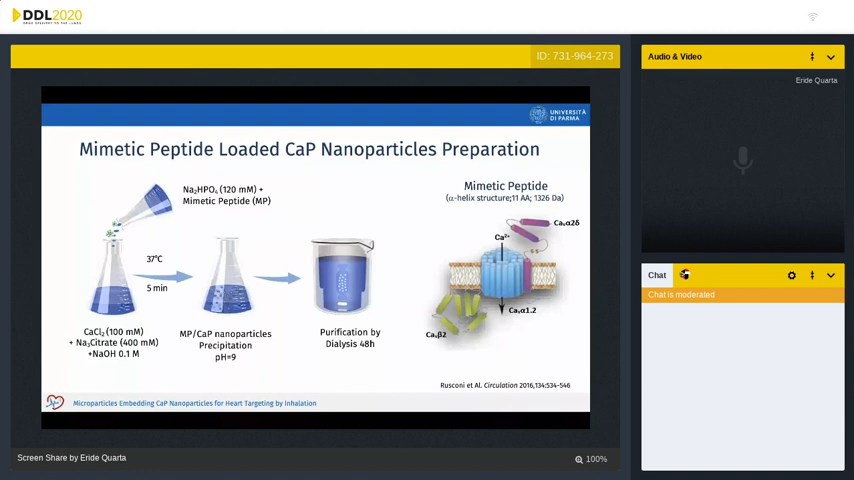 DDL2020
ID: 731-964-273
UNIVERSITÀ
DI PARMA
Mimetic Peptide Loaded CaP Nanoparticles Preparation
Na₂HPO₄ (120 mM) +
Mimetic Peptide (MP)
37°C
5 min
CaCl₂ (100 mM)
+ Na₃Citrate (400 mM)
+NaOH 0.1 M
MP/CaP nanoparticles
Precipitation
pH=9
Purification by
Dialysis 48h
Mimetic Peptide
(α-helix structure;11 AA; 1326 Da)
Caᵥα2δ
Ca²⁺
S-S
Caᵥα1.2
Caᵥβ2
Rusconi et Al. Circulation 2016,134:534-546
Microparticles Embedding CaP Nanoparticles for Heart Targeting by Inhalation
Screen Share by Eride Quarta
100%
Audio & Video
Eride Quarta
Chat
Chat is moderated